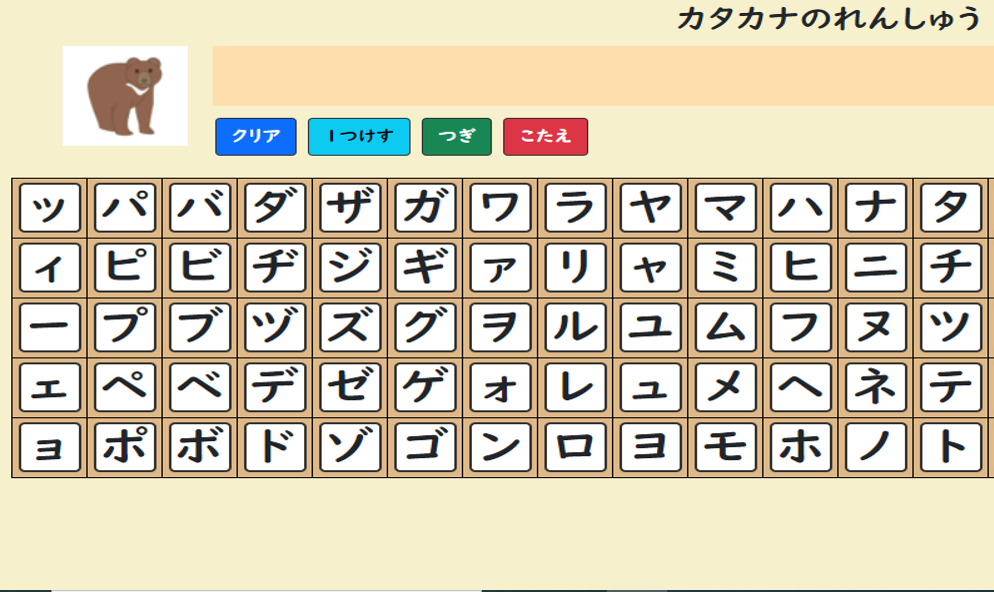 カタカナのれんしゅう
クリア 1つけす つぎ こたえ
ッ パ バ ダ ザ ガ ワ ラ ヤ マ ハ ナ タ
ィ ピ ビ ヂ ジ ギ ァ リ ャ ミ ヒ ニ チ
ー プ ブ ヅ ズ グ ヲ ル ユ ム フ ヌ ツ
ェ ペ ベ デ ゼ ゲ ォ レ ュ メ ヘ ネ テ
ョ ポ ボ ド ゾ ゴ ン ロ ヨ モ ホ ノ ト